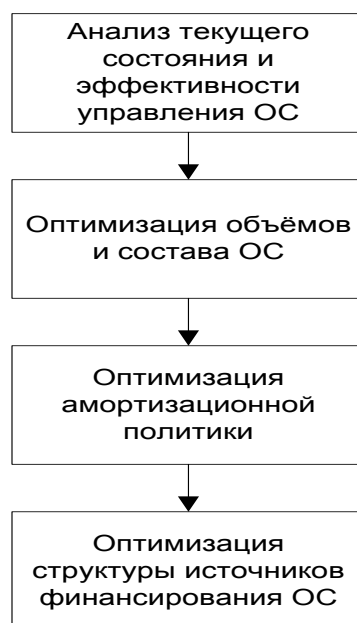 Анализ текущего
состояния и
эффективности
управления ОС
Оптимизация объёмов
и состава ОС
Оптимизация
амортизационной
политики
Оптимизация
структуры источников
финансирования ОС